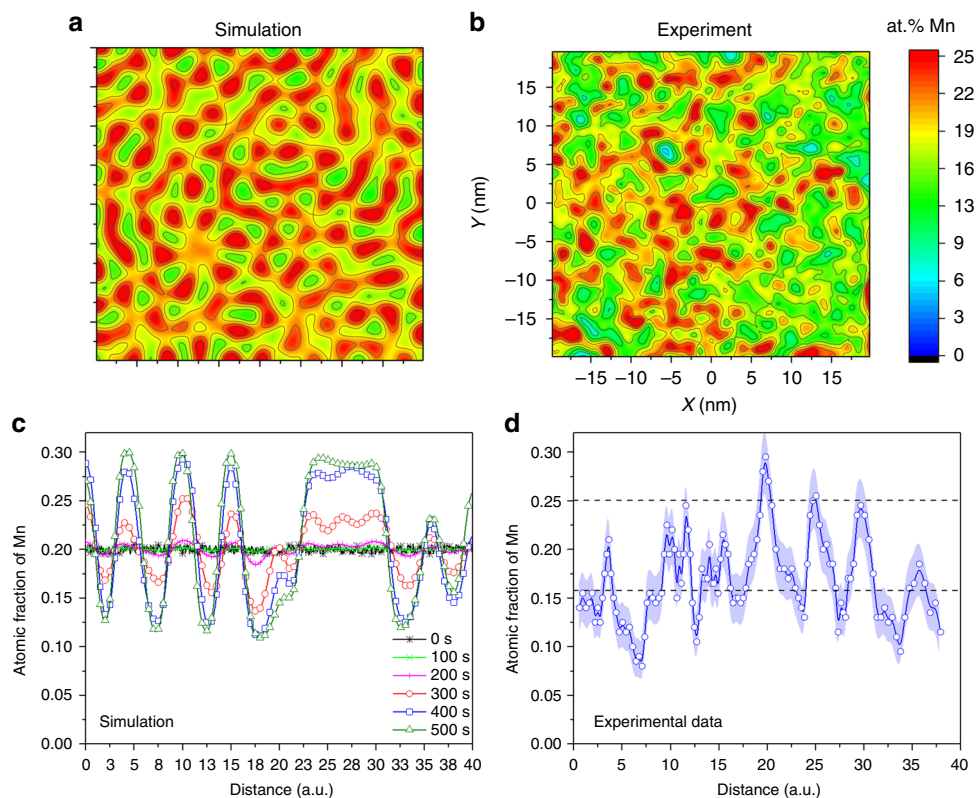 a
Simulation
b
Experiment
at.% Mn
Y (nm)
15
10
5
0
−5
−10
−15
−15 −10 −5 0 5 10 15
X (nm)
25
22
19
16
13
9
6
3
0
c
Atomic fraction of Mn
0.30
0.25
0.20
0.15
0.10
0.05
0.00
0 3 5 8 10 13 15 18 20 23 25 28 30 33 35 38 40
Distance (a.u.)
0 s
100 s
200 s
300 s
400 s
500 s
Simulation
d
Atomic fraction of Mn
0.30
0.25
0.20
0.15
0.10
0.05
0.00
0 5 10 15 20 25 30 35 40
Distance (a.u.)
Experimental data